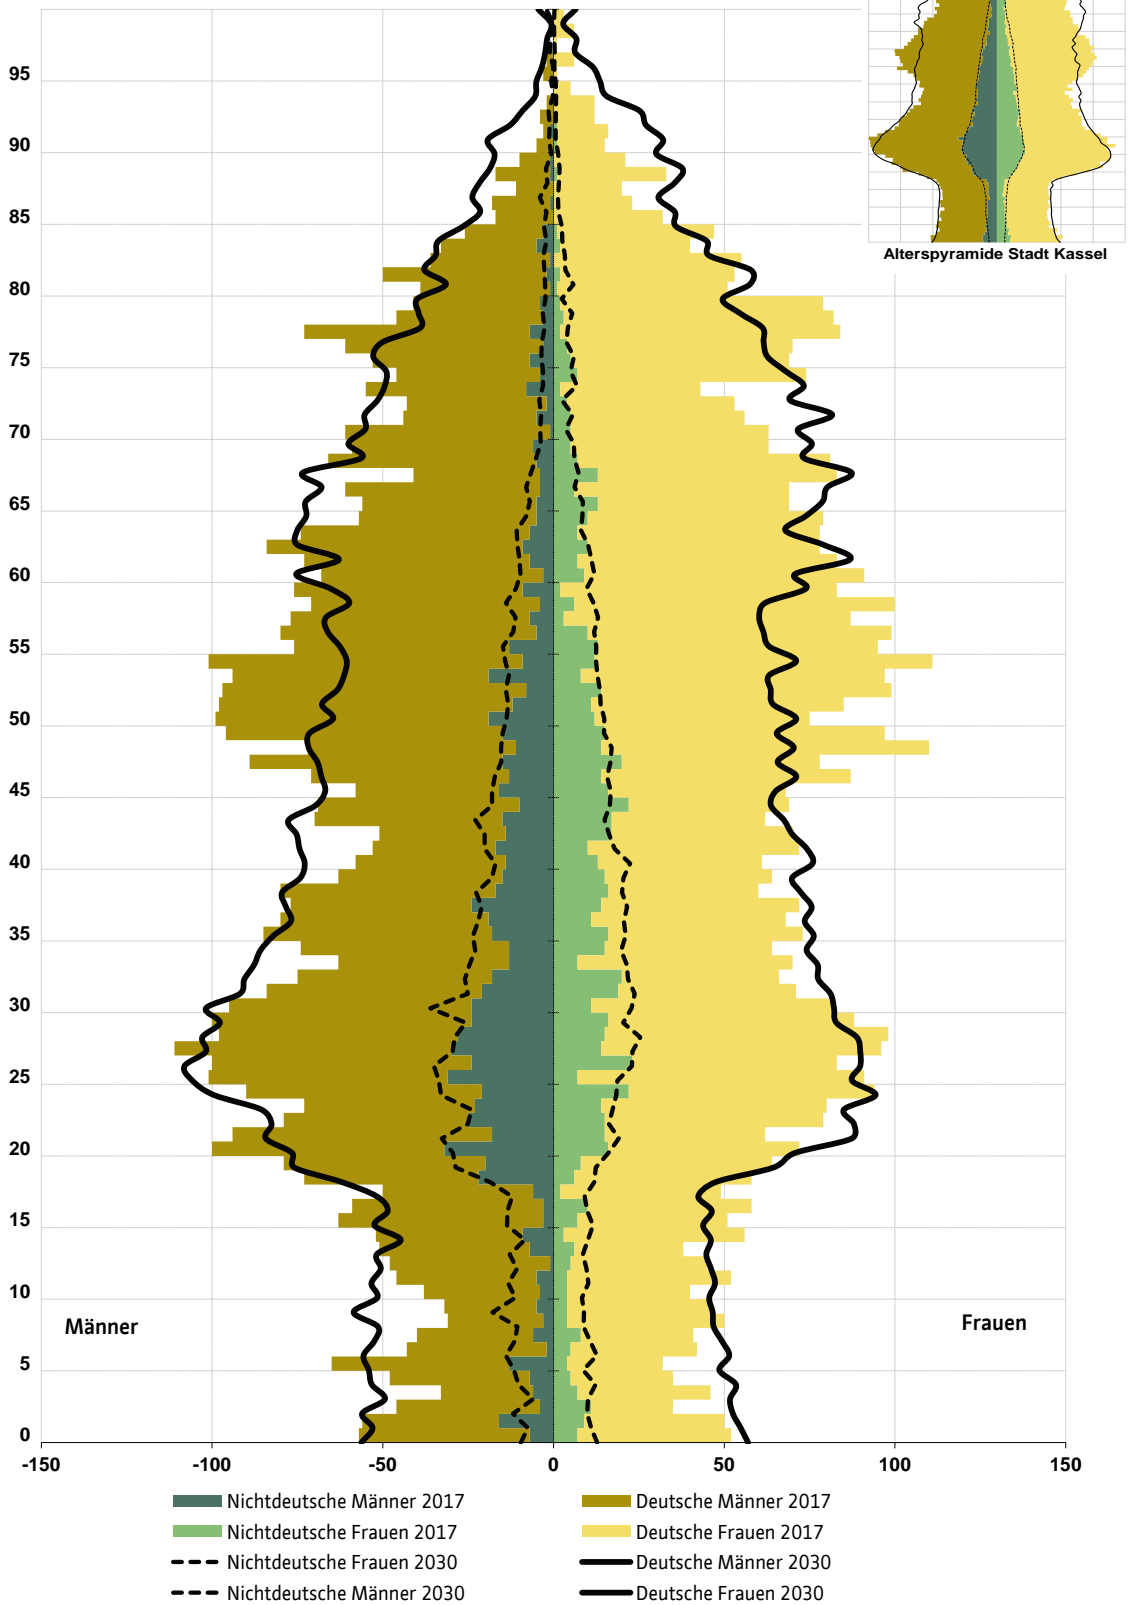 Alterspyramide Stadt Kassel
95
90
85
80
75
70
65
60
55
50
45
40
35
30
25
20
15
10
Männer
Frauen
5
0
-150 -100 -50 0 50 100 150
Nichtdeutsche Männer 2017 Deutsche Männer 2017
Nichtdeutsche Frauen 2017 Deutsche Frauen 2017
Nichtdeutsche Frauen 2030 Deutsche Männer 2030
Nichtdeutsche Männer 2030 Deutsche Frauen 2030